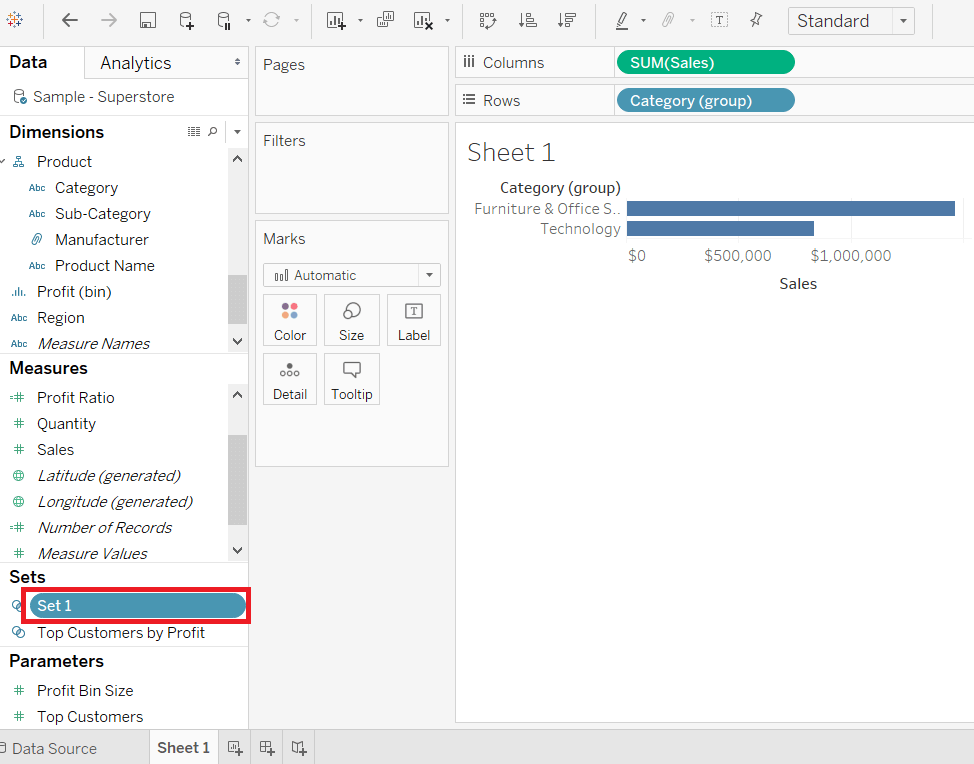 Standard
Data
Analytics
Sample - Superstore
Dimensions
Product
Abc Category
Abc Sub-Category
Manufacturer
Abc Product Name
Profit (bin)
Abc Region
Abc Measure Names
Measures
=# Profit Ratio
# Quantity
# Sales
Latitude (generated)
Longitude (generated)
=# Number of Records
# Measure Values
Sets
Set 1
Top Customers by Profit
Parameters
# Profit Bin Size
# Top Customers
Pages
Filters
Marks
Automatic
Color
Size
T
Label
Detail
Tooltip
Columns
SUM(Sales)
Rows
Category (group)
Sheet 1
Category (group)
Furniture & Office S..
Technology
$0
$500,000
$1,000,000
Sales
Data Source
Sheet 1